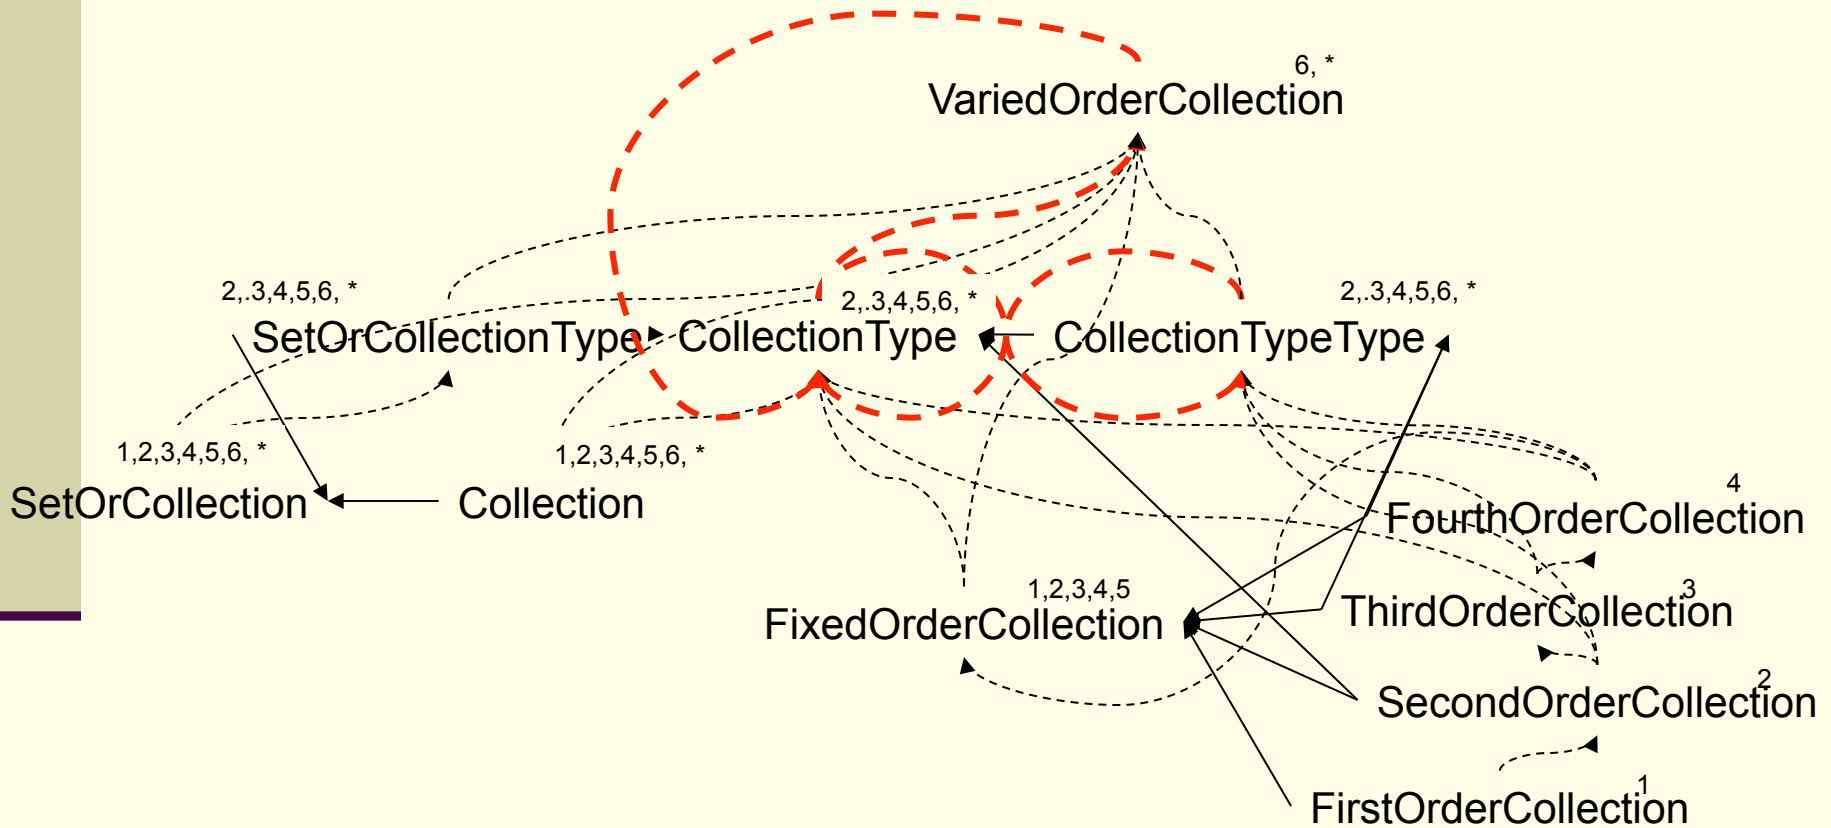 6, *
VariedOrderCollection
2,.3,4,5,6, *
SetOrCollectionType
2,.3,4,5,6, *
CollectionType
2,.3,4,5,6, *
CollectionTypeType
1,2,3,4,5,6, *
SetOrCollection
1,2,3,4,5,6, *
Collection
4
FourthOrderCollection
1,2,3,4,5
FixedOrderCollection
3
ThirdOrderCollection
2
SecondOrderCollection
1
FirstOrderCollection